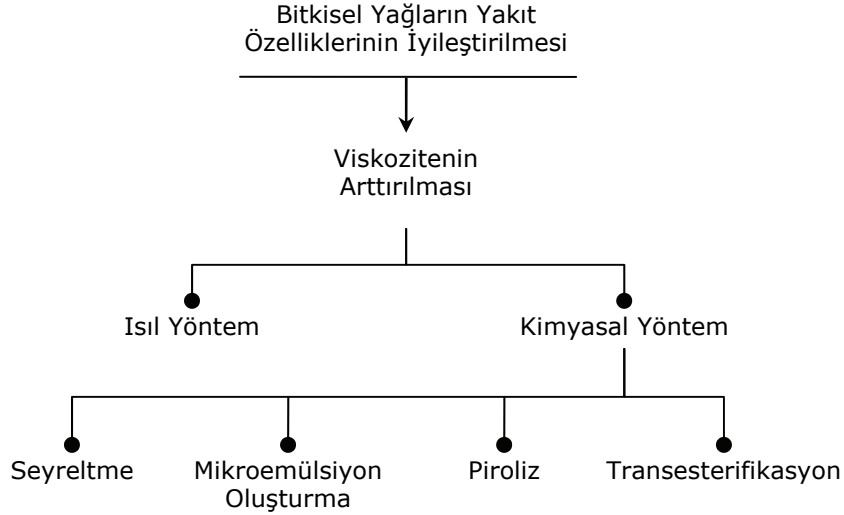 Bitkisel Yağların Yakıt
Özelliklerinin İyileştirilmesi
Viskozitenin
Arttırılması
Isıl Yöntem
Kimyasal Yöntem
Seyreltme
Mikroemülsiyon
Oluşturma
Piroliz
Transesterifikasyon